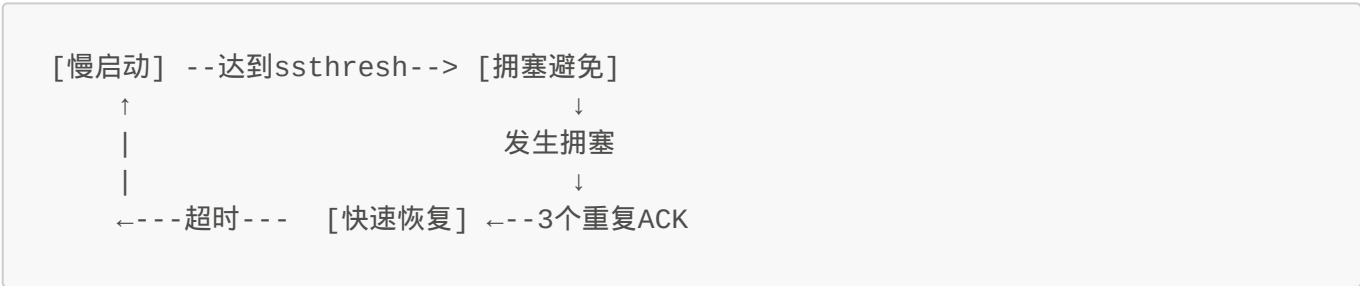 [慢启动] --达到ssthresh--> [拥塞避免]
↑ ↓
| 发生拥塞
| ↓
←---超时--- [快速恢复] ←--3个重复ACK